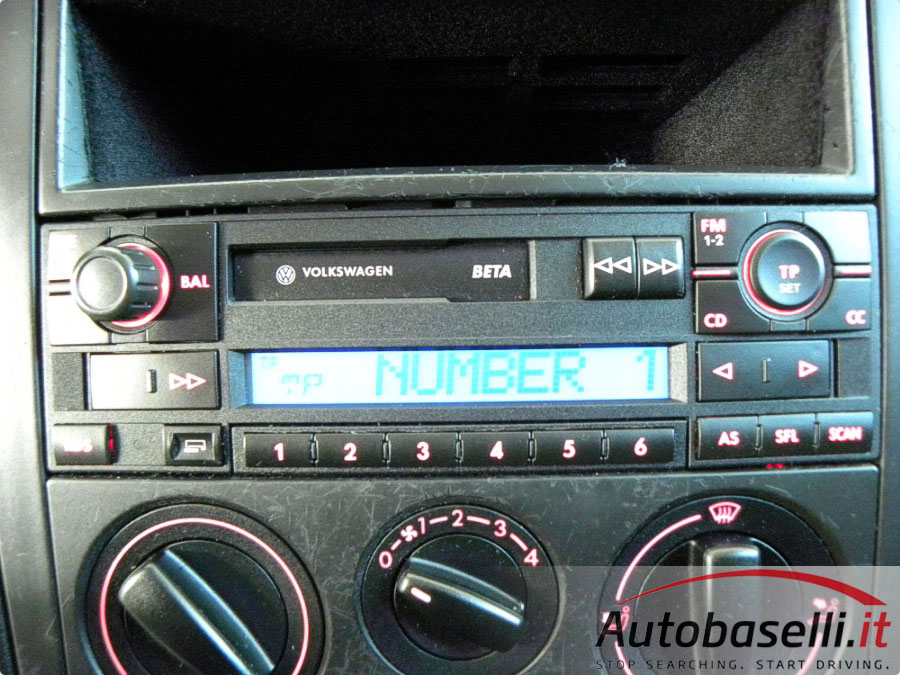 FM
1-2
BAL
VOLKSWAGEN BETA
TP
SET
CD
CC
TP NUMBER 1
AS SFL SCAN
1 2 3 4 5 6
0 1 2 3 4
Autobaselli.it
STOP SEARCHING. START DRIVING.